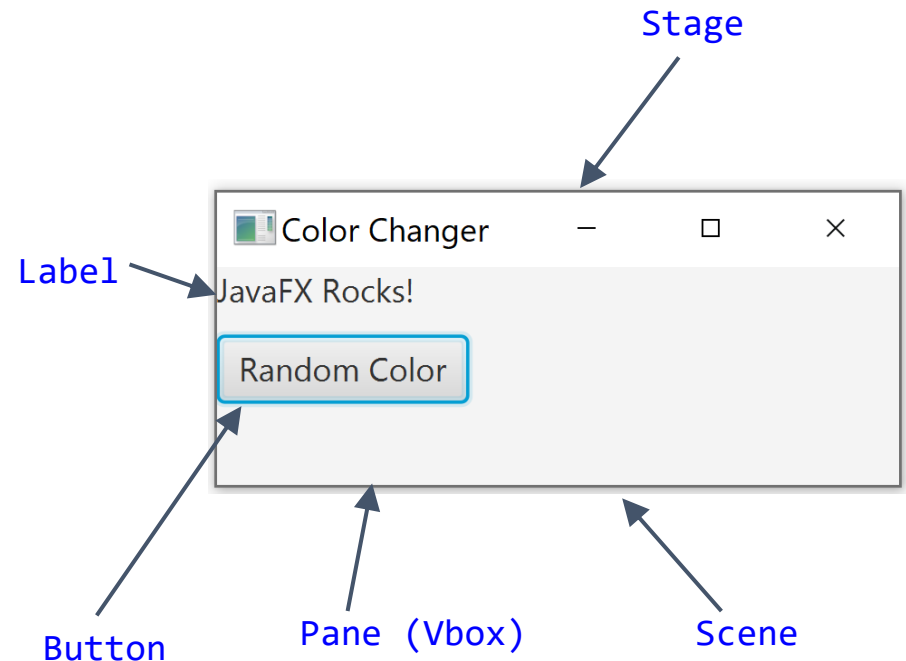 Stage
Color Changer
Label
JavaFX Rocks!
Random Color
Button
Pane (Vbox)
Scene